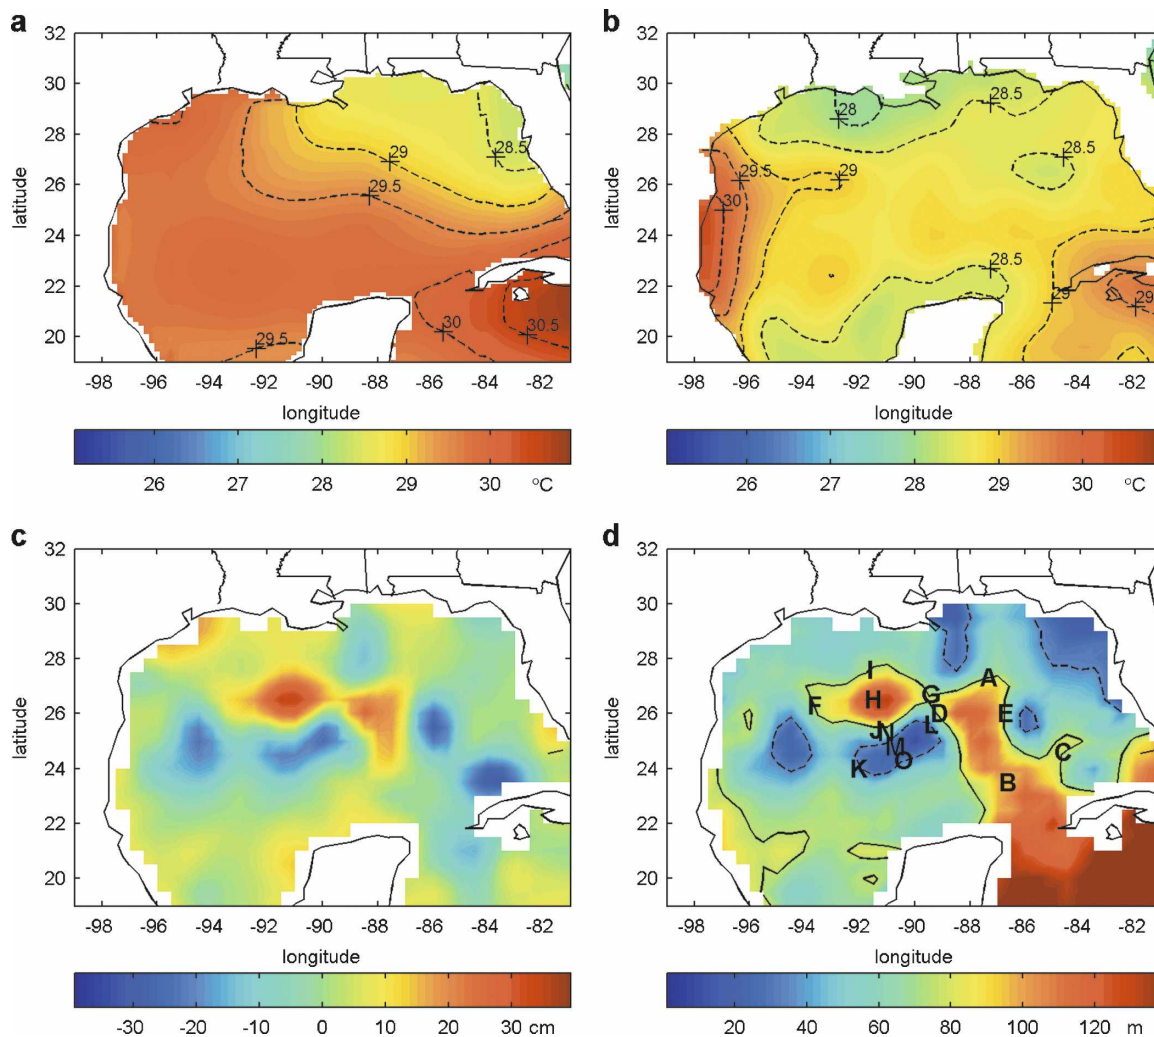 a
b
32
30
28
26
24
22
20
latitude
28.5
29
29.5
29.5
30
30.5
-98 -96 -94 -92 -90 -88 -86 -84 -82
longitude
26 27 28 29 30 °C
32
30
28
26
24
22
20
latitude
28.5
28
28.5
29.5
29
30
28.5
29
29
-98 -96 -94 -92 -90 -88 -86 -84 -82
longitude
26 27 28 29 30 °C
c
d
32
30
28
26
24
22
20
latitude
-98 -96 -94 -92 -90 -88 -86 -84 -82
longitude
-30 -20 -10 0 10 20 30 cm
32
30
28
26
24
22
20
latitude
I
A
H
G
F
D
E
L
J
N
M
C
O
K
B
-98 -96 -94 -92 -90 -88 -86 -84 -82
longitude
20 40 60 80 100 120 m